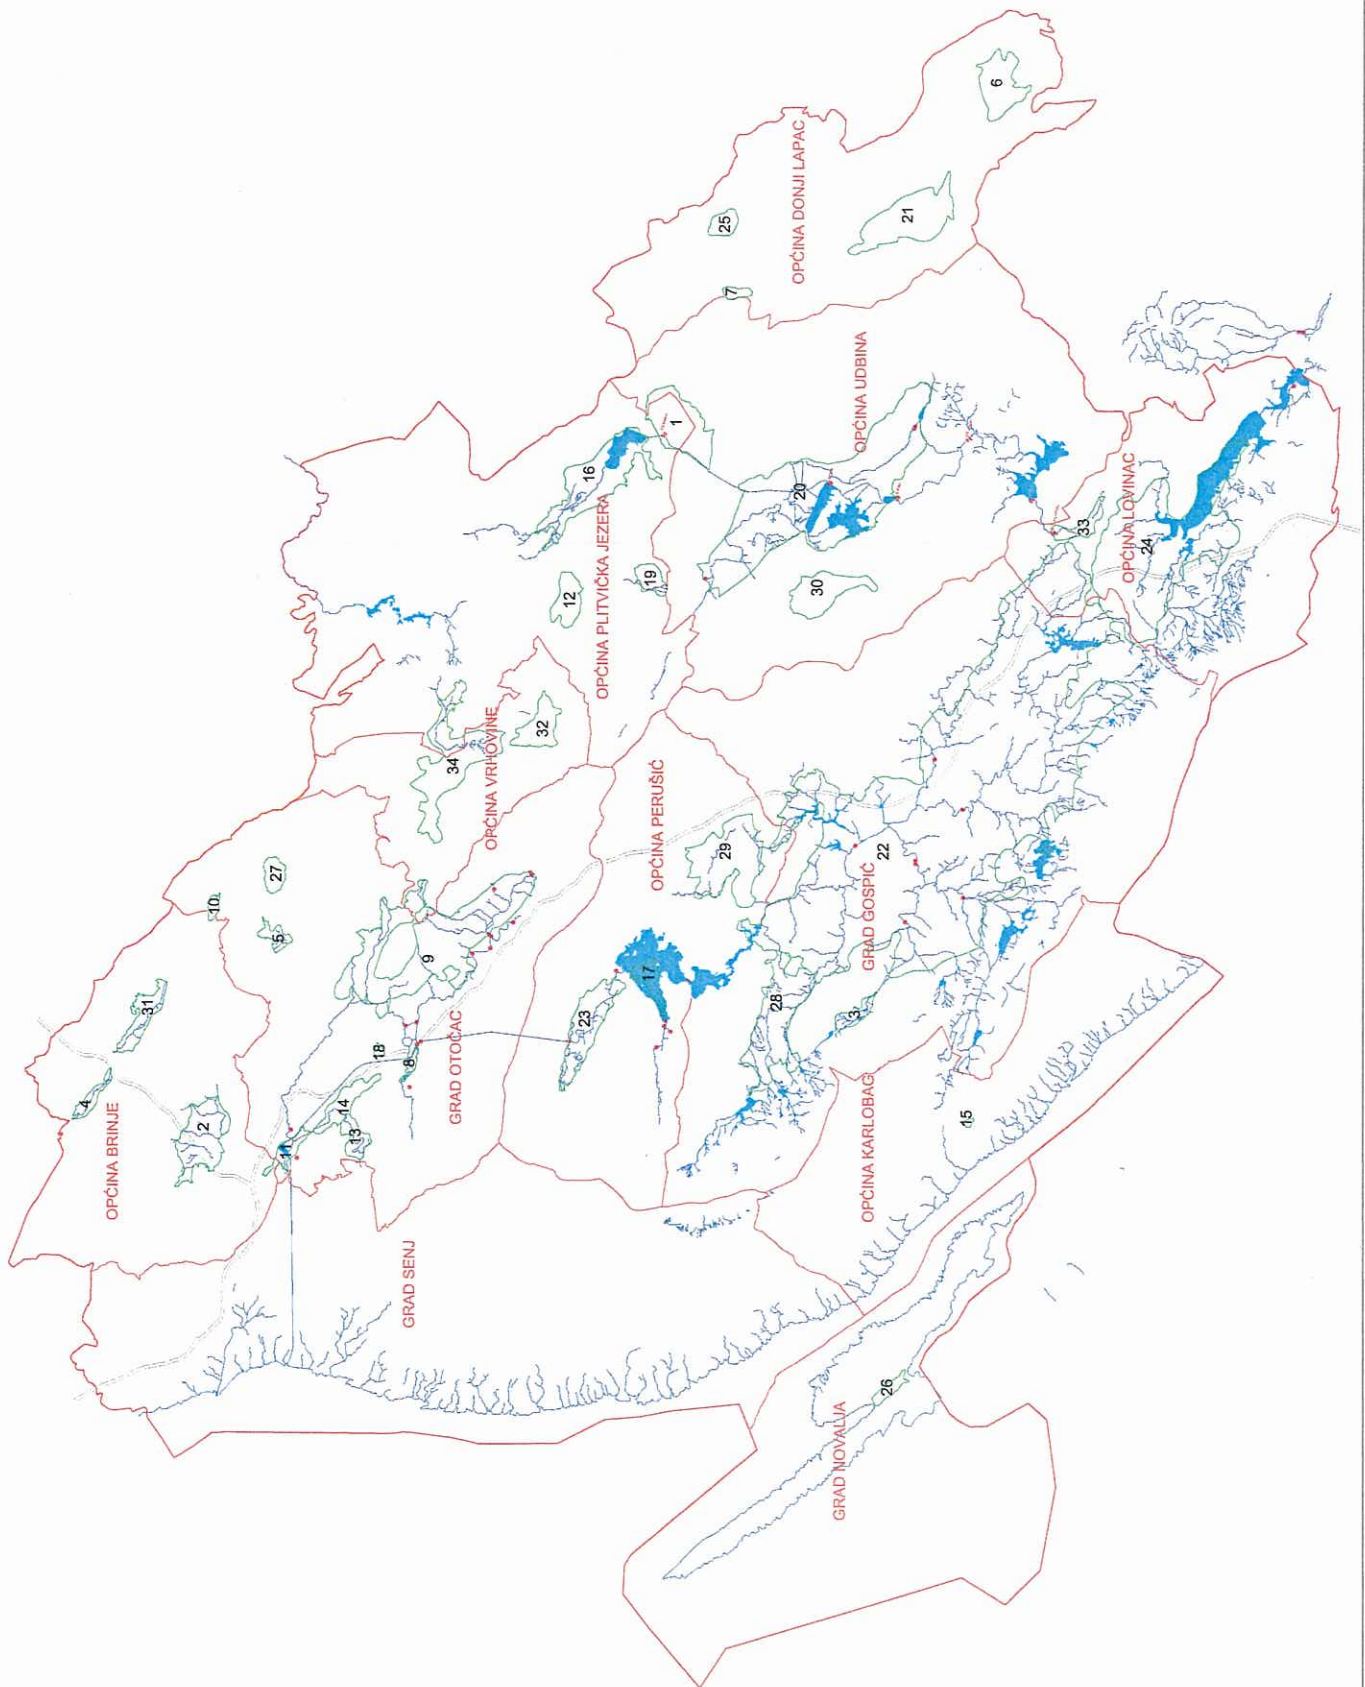 4
OPĆINA BRINJE
31
2
10
27
5
11
14
13
18
GRAD SENJ
8
9
GRAD OTOČAC
34
OPĆINA VRHOVINE
32
12
23
16
OPĆINA PLITVIČKA JEZERA
17
19
OPĆINA PERUŠIĆ
1
29
25
7
28
OPĆINA DONJI LAPAC
20
GRAD NOVALJA
30
3
OPĆINA UDBINA
OPĆINA KARLOBAG
GRAD GOSPIĆ
22
26
21
15
6
33
OPĆINA LOVINAC
24